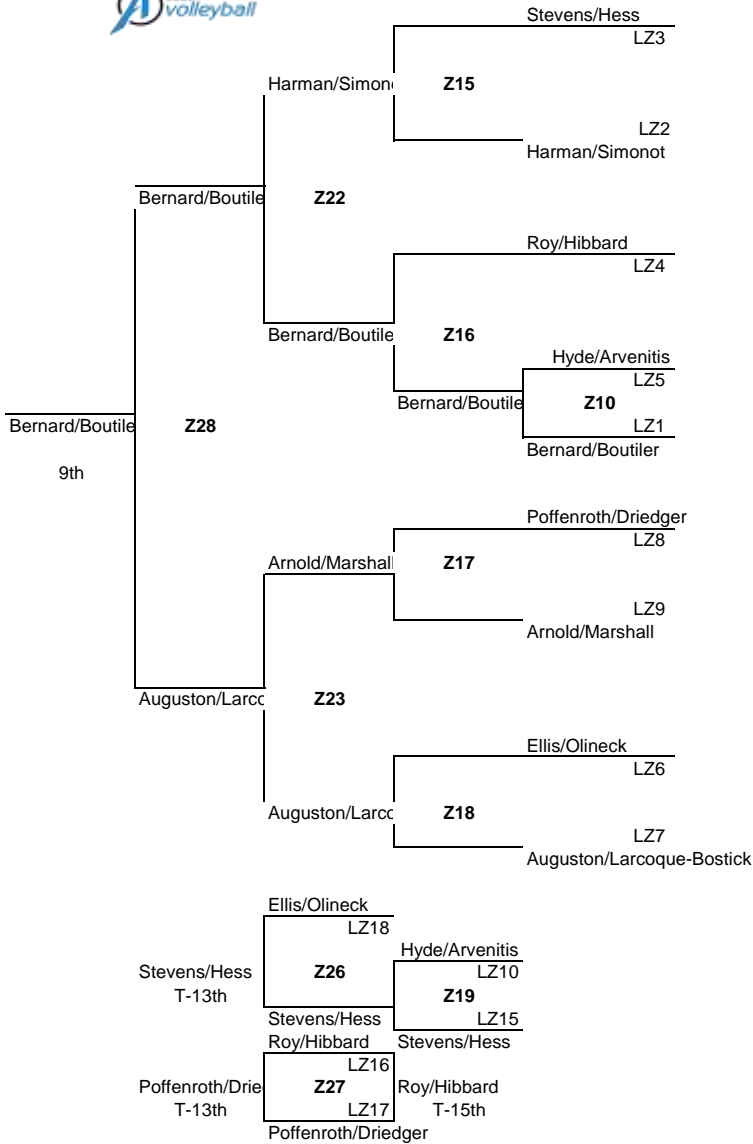 volleyball
Stevens/Hess
LZ3
Harman/Simono
Z15
LZ2
Harman/Simonot
Bernard/Boutile
Z22
Roy/Hibbard
LZ4
Bernard/Boutile
Z16
Hyde/Arvenitis
LZ5
Bernard/Boutile
Z10
Bernard/Boutile
Z28
LZ1
Bernard/Boutiler
9th
Poffenroth/Driedger
LZ8
Arnold/Marshall
Z17
LZ9
Arnold/Marshall
Auguston/Larco
Z23
Ellis/Olineck
LZ6
Auguston/Larco
Z18
LZ7
Auguston/Larcoque-Bostick
Ellis/Olineck
LZ18
Hyde/Arvenitis
Stevens/Hess
Z26
LZ10
T-13th
Z19
Stevens/Hess
LZ15
Roy/Hibbard
Stevens/Hess
LZ16
Poffenroth/Drie
Z27
Roy/Hibbard
T-13th
LZ17
T-15th
Poffenroth/Driedger